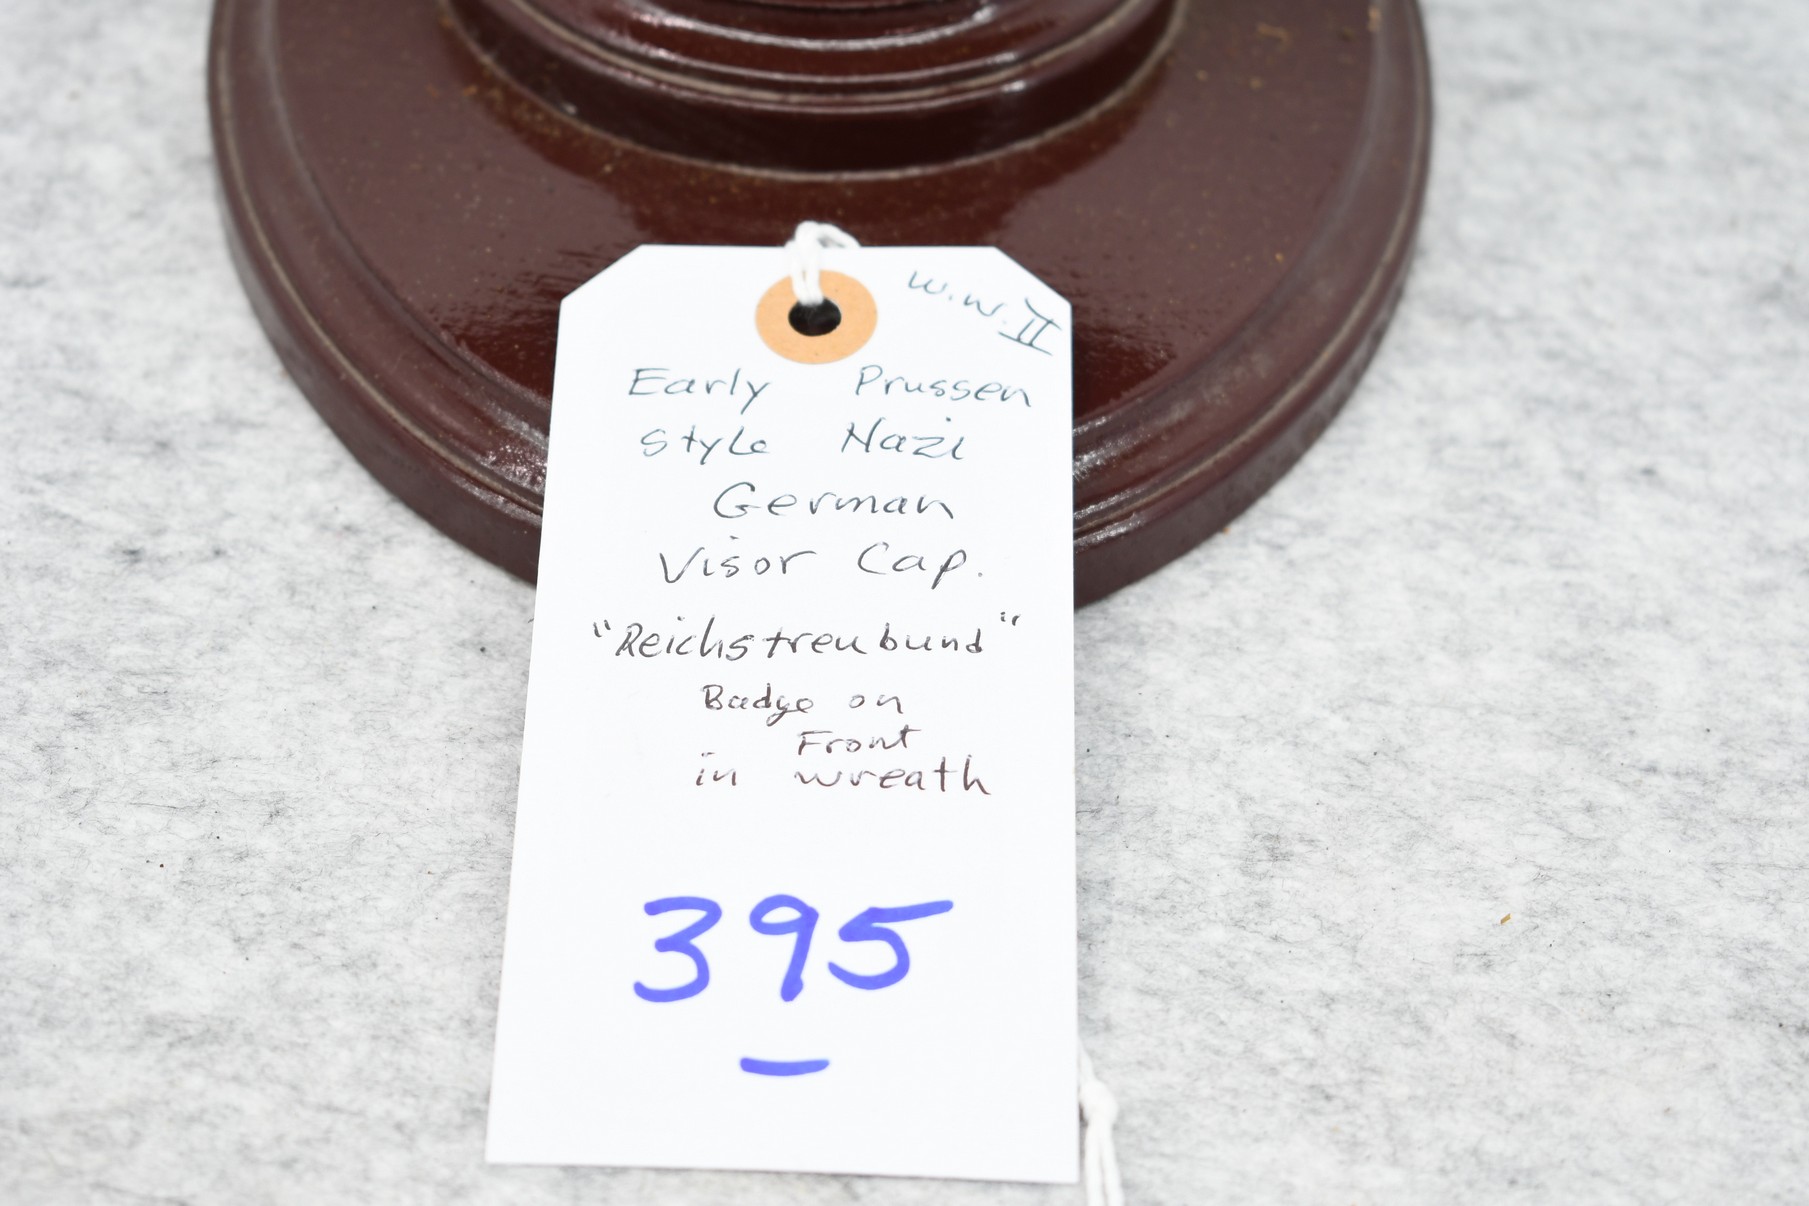 W.W. II
Early Prussen
Style Nazi
German
Visor Cap.
"Reichstreubund"
Badge on
Front
in wreath
395